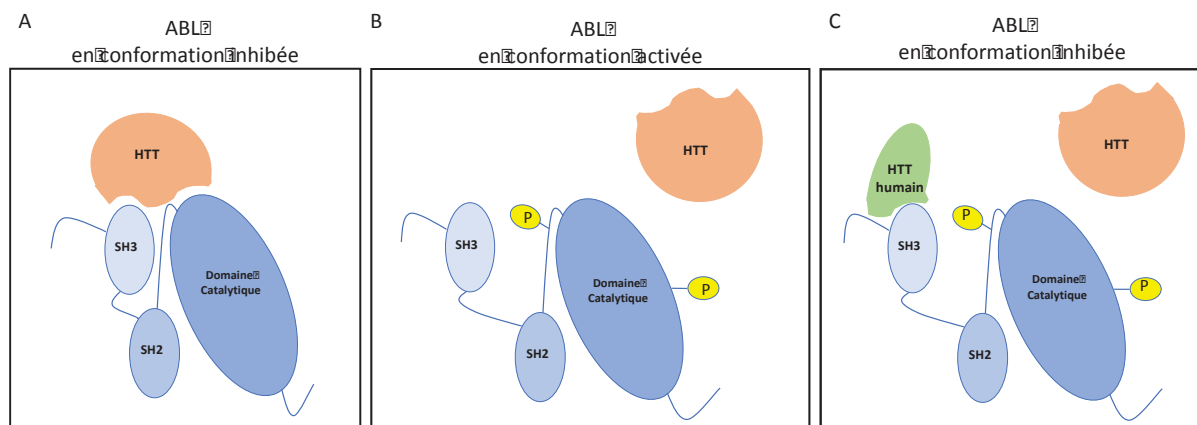 A
ABL⍰
en⍰conformation⍰inhibée
HTT
SH3
Domaine⍰
Catalytique
SH2
B
ABL⍰
en⍰conformation⍰activée
HTT
P
SH3
Domaine⍰
Catalytique
P
SH2
C
ABL⍰
en⍰conformation⍰inhibée
HTT
HTT
humain
P
SH3
Domaine⍰
Catalytique
P
SH2